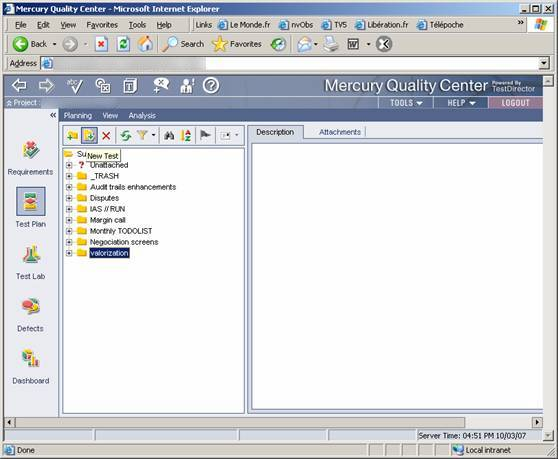 Mercury Quality Center - Microsoft Internet Explorer
File Edit View Favorites Tools Help Links Le Monde.fr nvObs TV5 Libération.fr Télépoche
Back Search Favorites
Address
Mercury Quality Center Powered By TestDirector
Project : TOOLS HELP LOGOUT
Planning View Analysis
Description Attachments
Su
New Test
Unattached
_TRASH
Audit trails enhancements
Disputes
IAS // RUN
Margin call
Monthly TODOLIST
Negociation screens
valorization
Requirements
Test Plan
Test Lab
Defects
Dashboard
Server Time: 04:51 PM 10/03/07
Done Local intranet